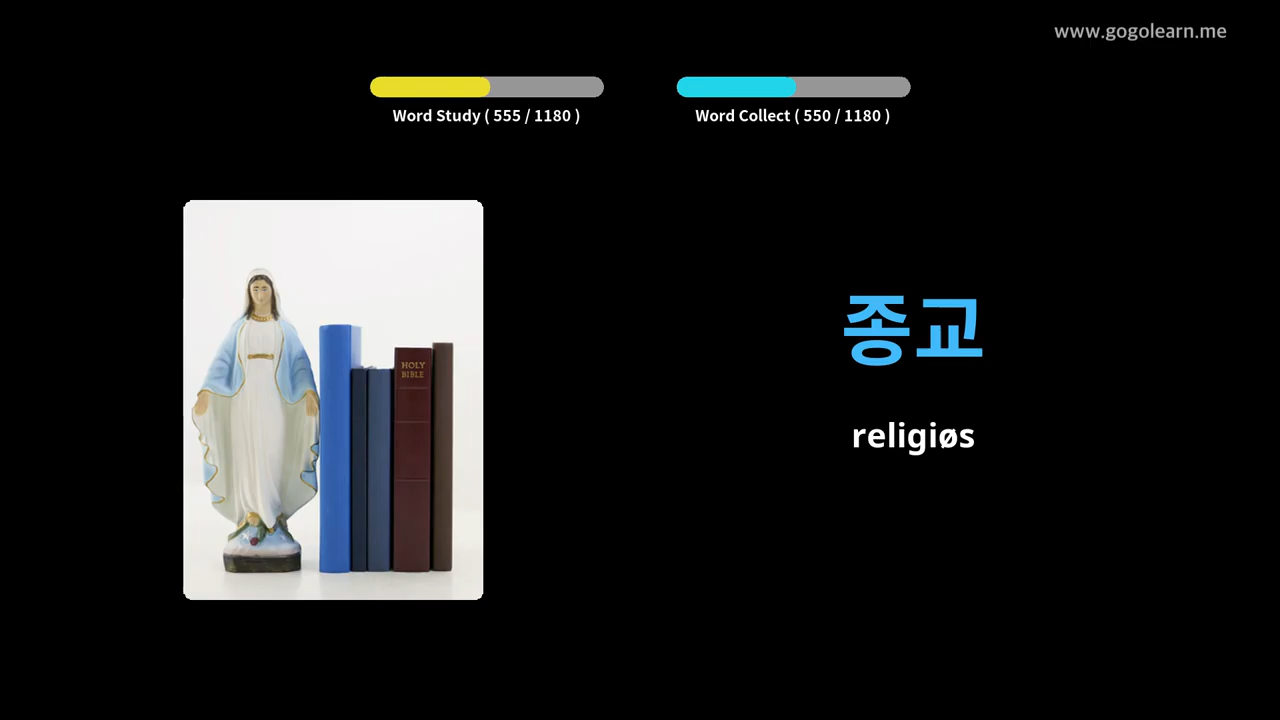 www.gogolearn.me
Word Study ( 555 / 1180 )
Word Collect ( 550 / 1180 )
HOLY
BIBLE
종교
religiøs